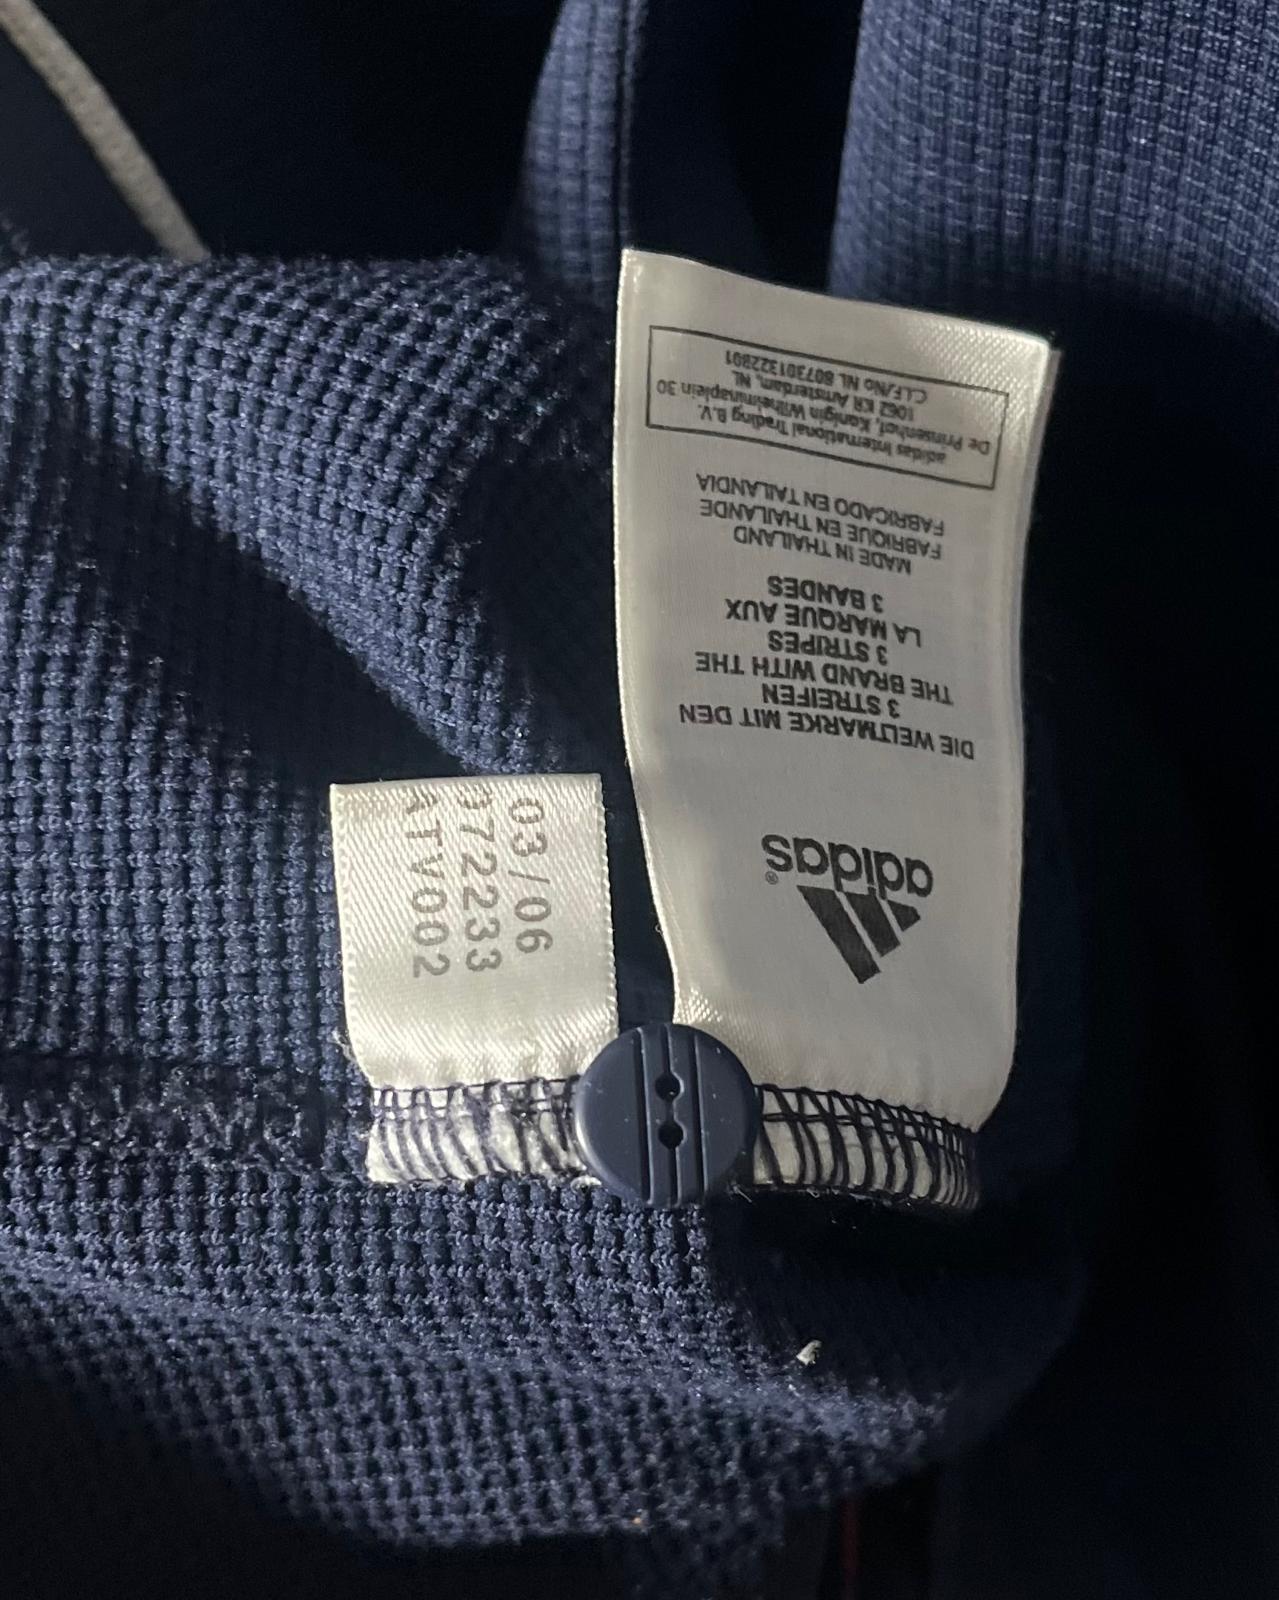 adidas®
DIE WELTMARKE MIT DEN
3 STREIFEN
THE BRAND WITH THE
3 STRIPES
LA MARQUE AUX
3 BANDES
MADE IN THAILAND
FABRIQUE EN THAILANDE
FABRICADO EN TAILANDIA
adidas International Trading B.V.
De Prinsenhof, Koningin Wilhelminaplein 30
1062 KR Amsterdam, NL
C.I.F./No NL 807301322B01
03/06
972233
ATV002